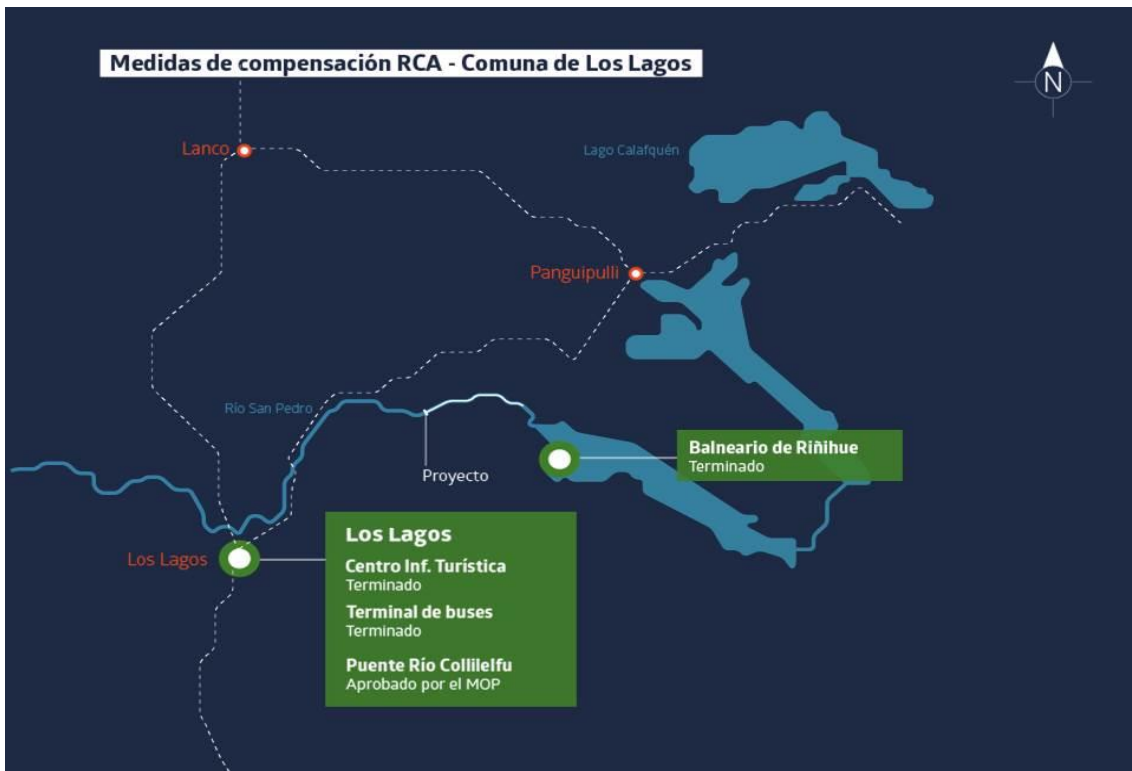 Medidas de compensación RCA - Comuna de Los Lagos
N
Lanco
Lago Calafquén
Panguipulli
Río San Pedro
Proyecto
Balneario de Riñihue
Terminado
Los Lagos
Los Lagos
Centro Inf. Turística
Terminado
Terminal de buses
Terminado
Puente Río Collilelfu
Aprobado por el MOP